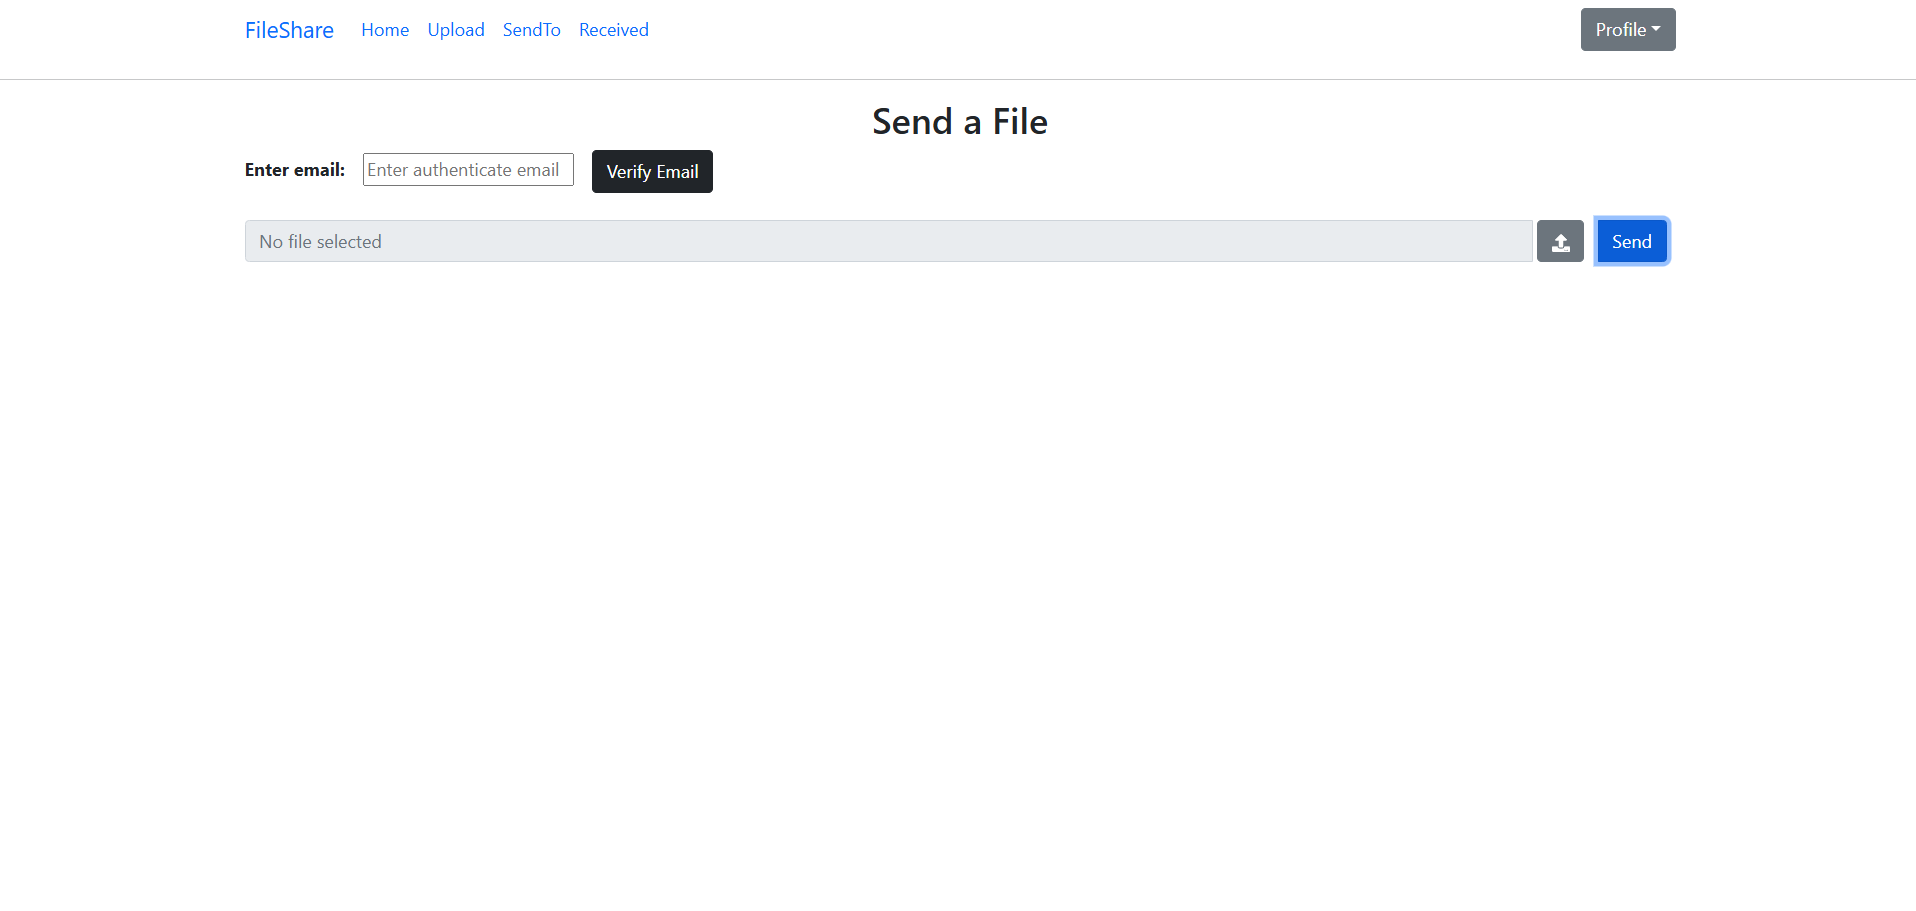 FileShare Home Upload SendTo Received Profile
Send a File
Enter email: Enter authenticate email Verify Email
No file selected Send